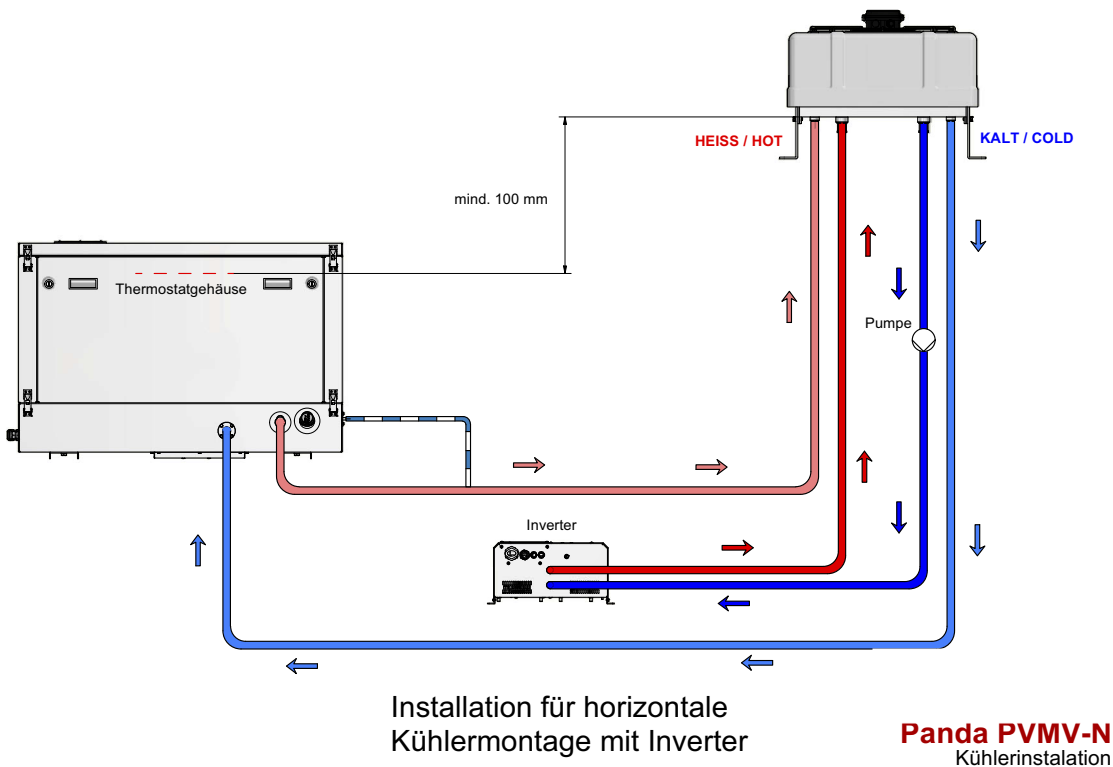 HEISS / HOT
KALT / COLD
mind. 100 mm
Thermostatgehäuse
Pumpe
Inverter
Installation für horizontale
Kühlermontage mit Inverter
Panda PVMV-N
Kühlerinstalation